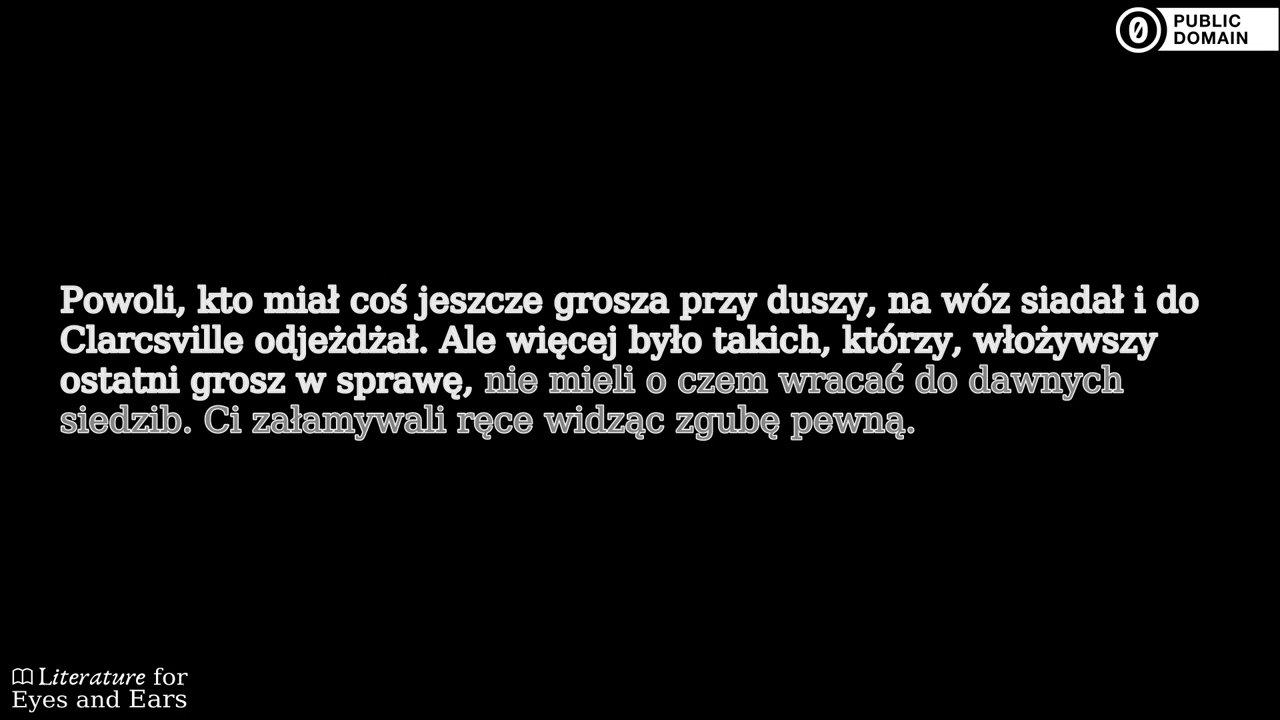 PUBLIC
DOMAIN
Powoli, kto miał coś jeszcze grosza przy duszy, na wóz siadał i do
Clarcsville odjeżdżał. Ale więcej było takich, którzy, włożywszy
ostatni grosz w sprawę, nie mieli o czem wracać do dawnych
siedzib. Ci załamywali ręce widząc zgubę pewną.
Literature for
Eyes and Ears